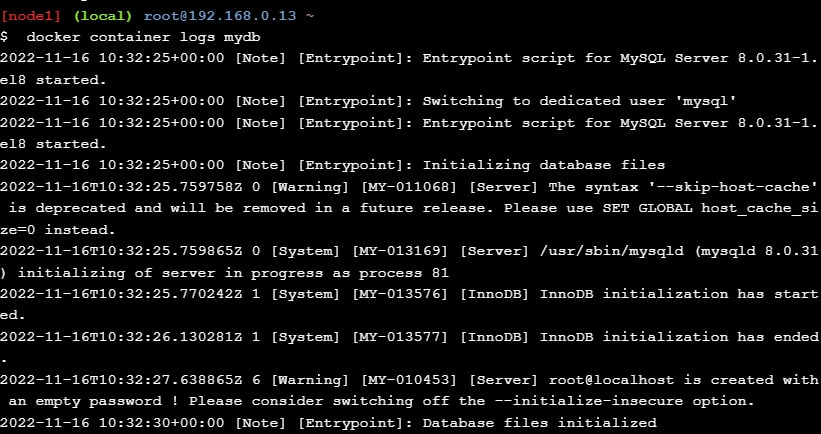 [node1] (local) root@192.168.0.13 ~
$  docker container logs mydb
2022-11-16 10:32:25+00:00 [Note] [Entrypoint]: Entrypoint script for MySQL Server 8.0.31-1.
el8 started.
2022-11-16 10:32:25+00:00 [Note] [Entrypoint]: Switching to dedicated user 'mysql'
2022-11-16 10:32:25+00:00 [Note] [Entrypoint]: Entrypoint script for MySQL Server 8.0.31-1.
el8 started.
2022-11-16 10:32:25+00:00 [Note] [Entrypoint]: Initializing database files
2022-11-16T10:32:25.759758Z 0 [Warning] [MY-011068] [Server] The syntax '--skip-host-cache'
 is deprecated and will be removed in a future release. Please use SET GLOBAL host_cache_si
ze=0 instead.
2022-11-16T10:32:25.759865Z 0 [System] [MY-013169] [Server] /usr/sbin/mysqld (mysqld 8.0.31
) initializing of server in progress as process 81
2022-11-16T10:32:25.770242Z 1 [System] [MY-013576] [InnoDB] InnoDB initialization has start
ed.
2022-11-16T10:32:26.130281Z 1 [System] [MY-013577] [InnoDB] InnoDB initialization has ended
.
2022-11-16T10:32:27.638865Z 6 [Warning] [MY-010453] [Server] root@localhost is created with
 an empty password ! Please consider switching off the --initialize-insecure option.
2022-11-16 10:32:30+00:00 [Note] [Entrypoint]: Database files initialized